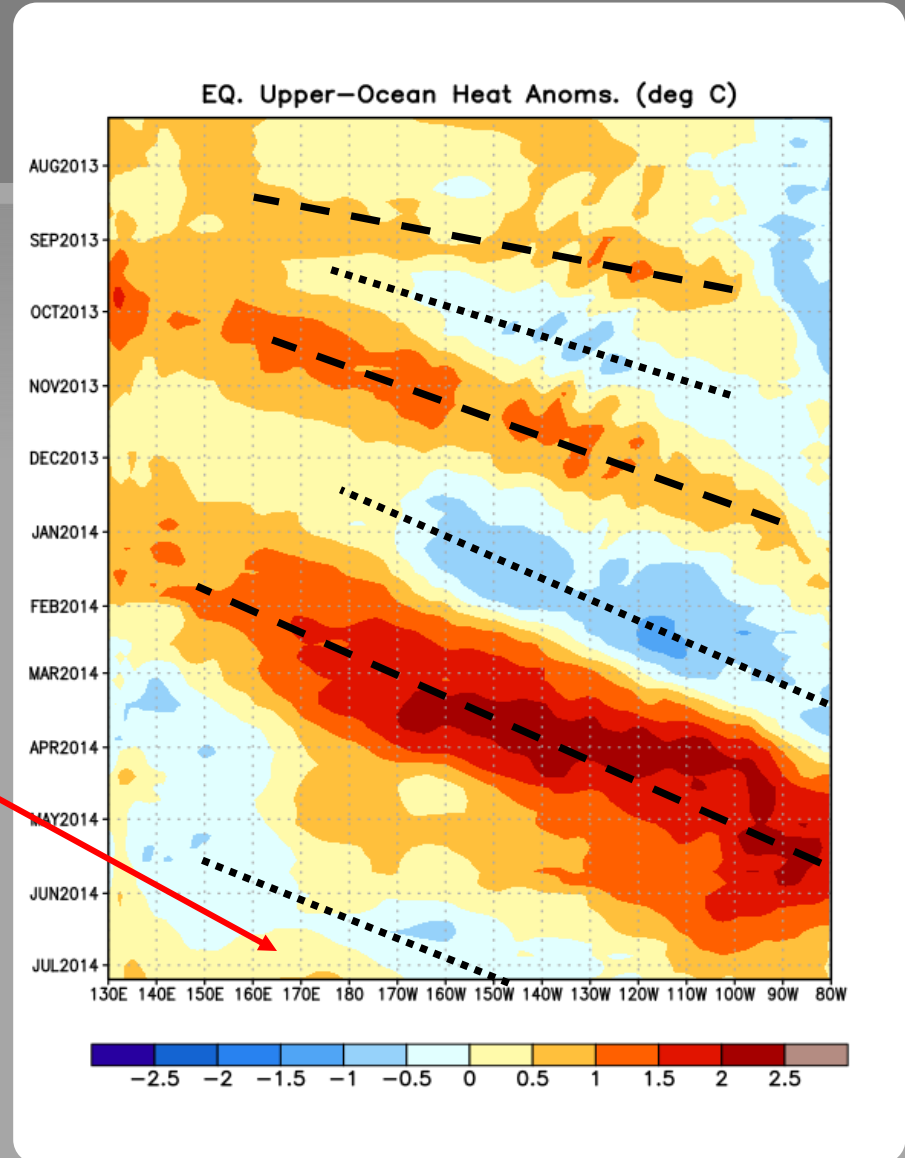 EQ. Upper-Ocean Heat Anoms. (deg C)
AUG2013
SEP2013
OCT2013
NOV2013
DEC2013
JAN2014
FEB2014
MAR2014
APR2014
MAY2014
JUN2014
JUL2014
130E 140E 150E 160E 170E 180 170W 160W 150W 140W 130W 120W 110W 100W 90W 80W
−2.5 −2 −1.5 −1 −0.5 0 0.5 1 1.5 2 2.5